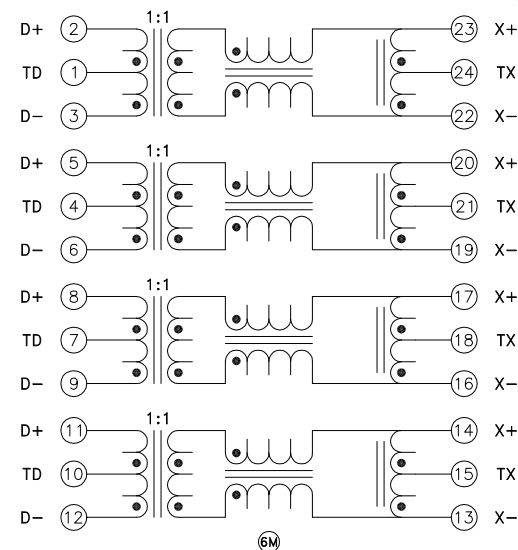 1:1
D+ 2 23 X+
TD 1 24 TX
D- 3 22 X-
1:1
D+ 5 20 X+
TD 4 21 TX
D- 6 19 X-
1:1
D+ 8 17 X+
TD 7 18 TX
D- 9 16 X-
1:1
D+ 11 14 X+
TD 10 15 TX
D- 12 13 X-
6M